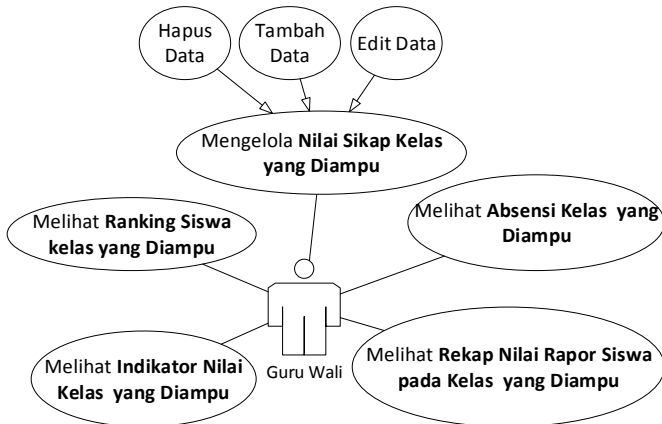 Hapus
Data
Tambah
Data
Edit Data
Mengelola Nilai Sikap Kelas
yang Diampu
Melihat Ranking Siswa
kelas yang Diampu
Melihat Absensi Kelas yang
Diampu
Melihat Indikator Nilai
Kelas yang Diampu
Guru Wali
Melihat Rekap Nilai Rapor Siswa
pada Kelas yang Diampu